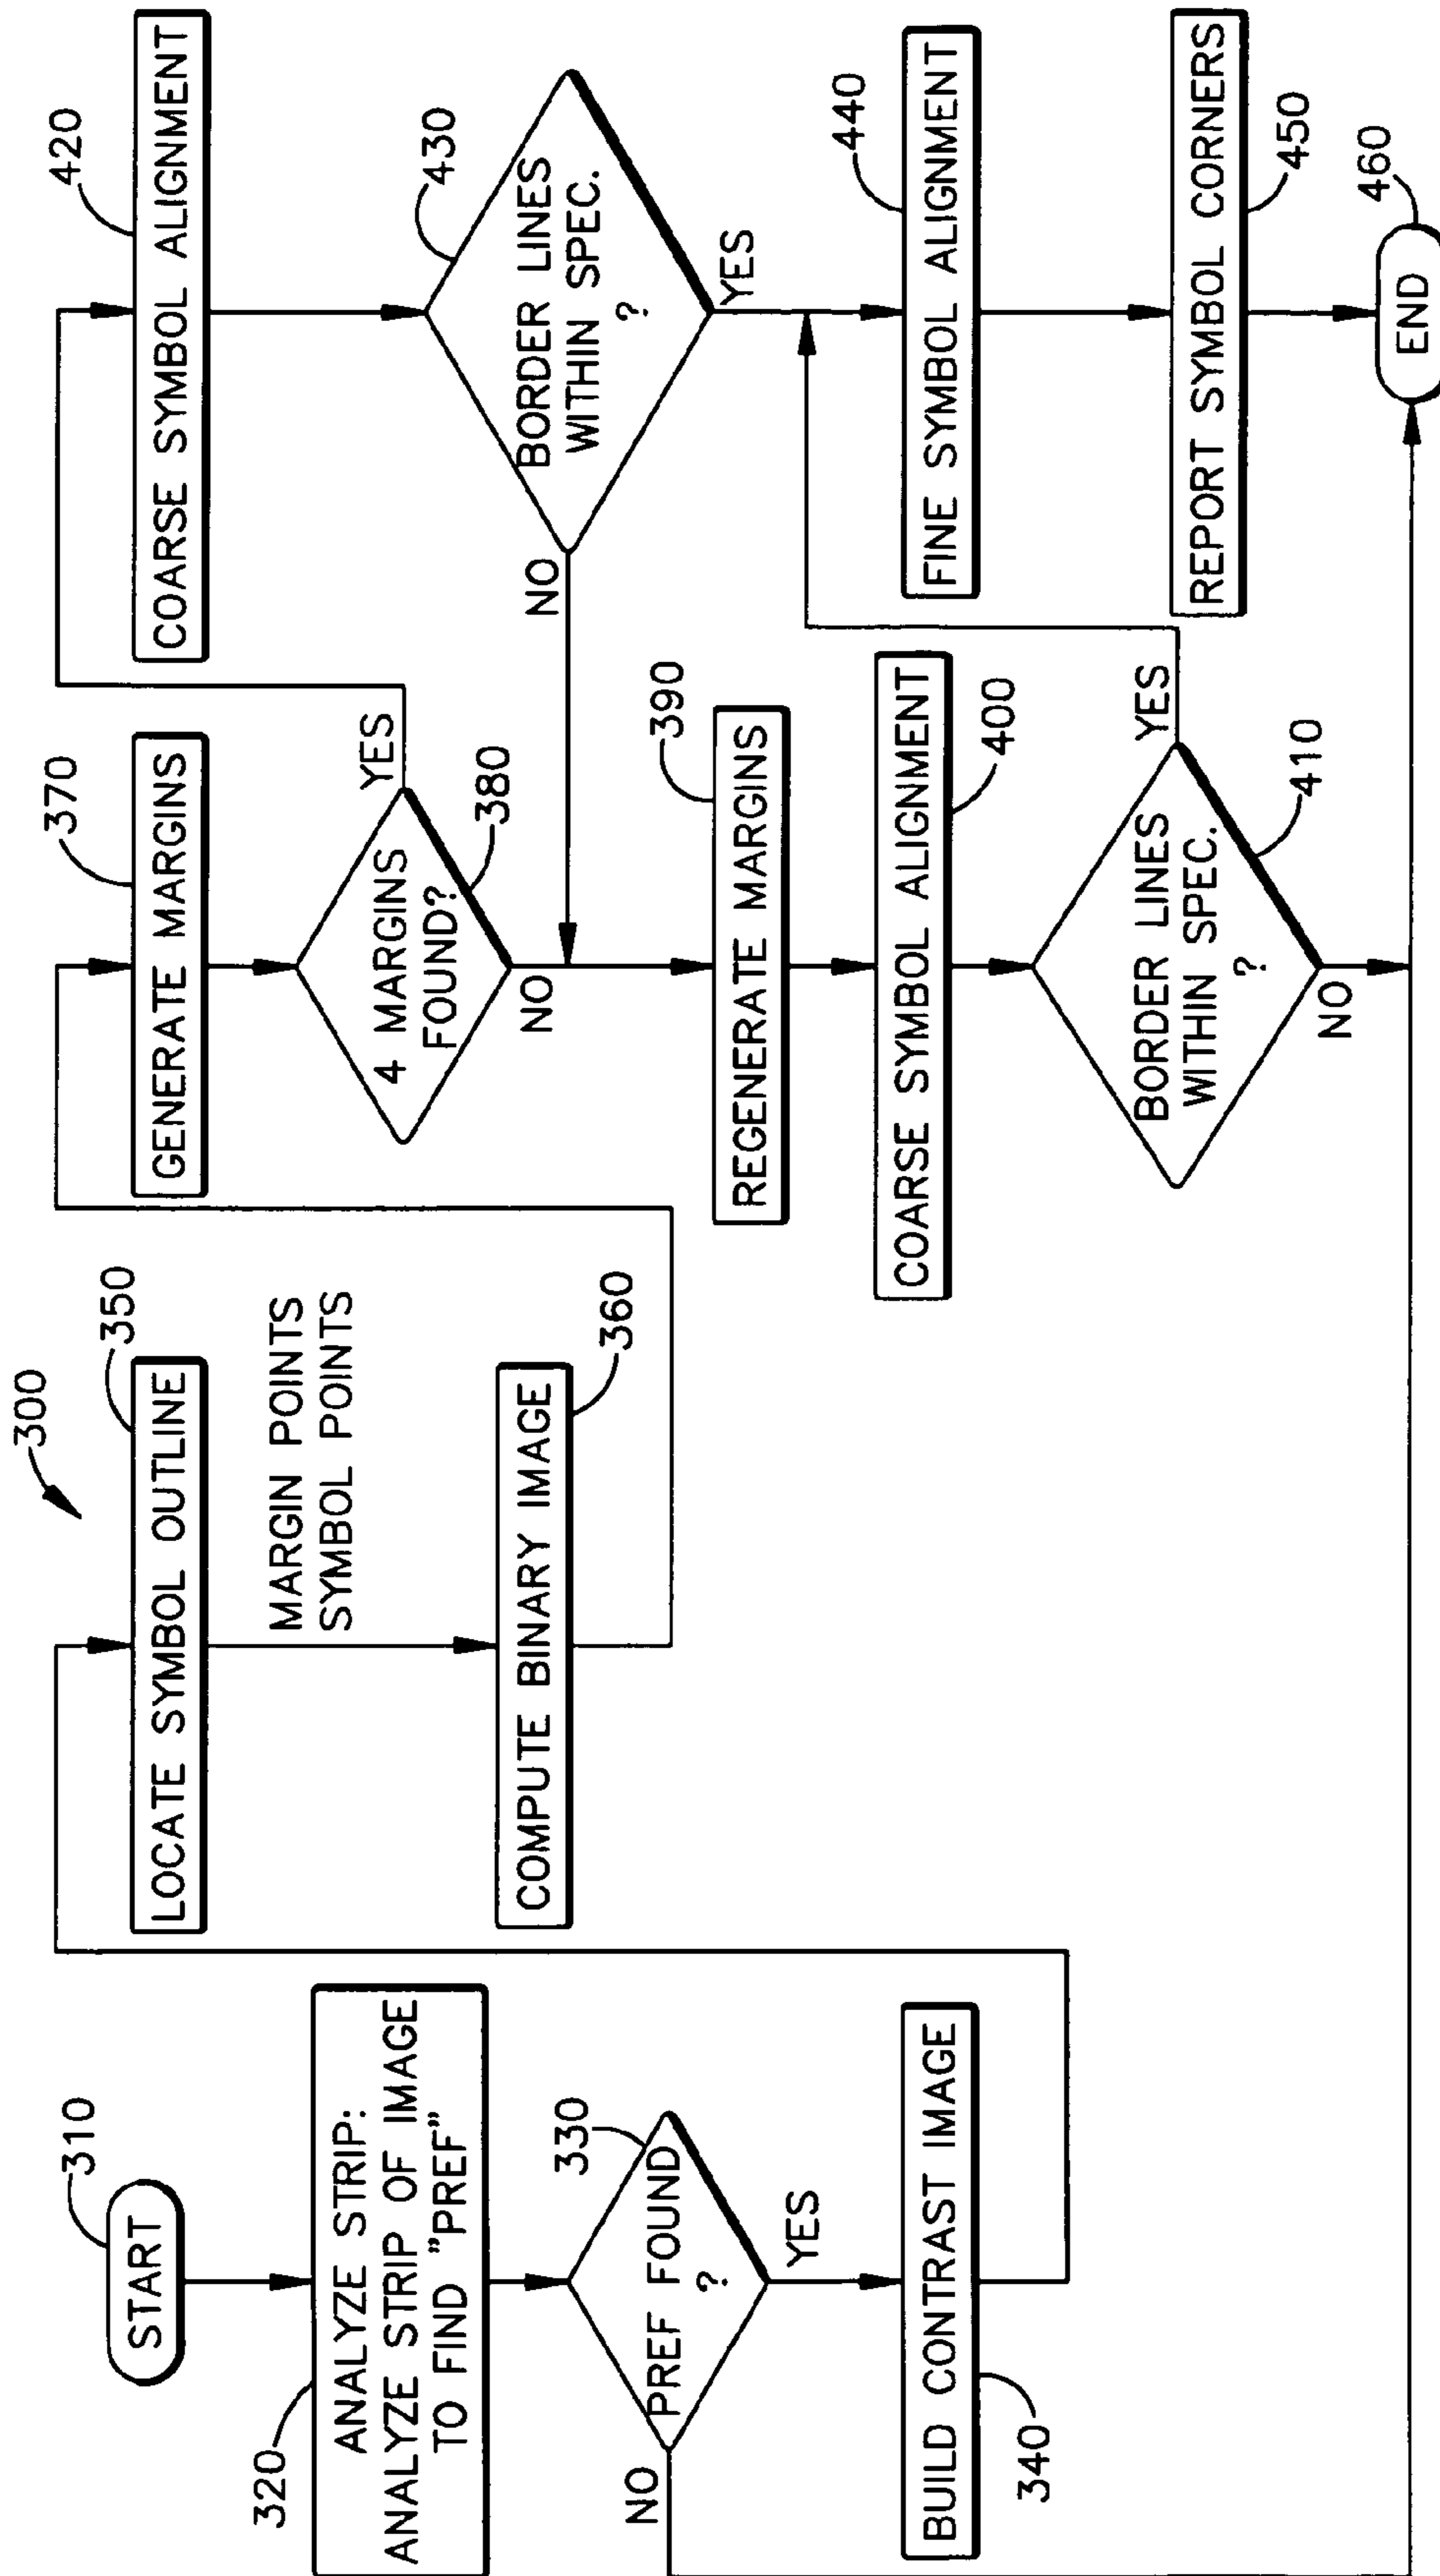 300
310
START
320
ANALYZE STRIP:
ANALYZE STRIP OF IMAGE
TO FIND "PREF"
330
PREF FOUND
?
NO
YES
BUILD CONTRAST IMAGE
340
350
LOCATE SYMBOL OUTLINE
MARGIN POINTS
SYMBOL POINTS
COMPUTE BINARY IMAGE
360
370
GENERATE MARGINS
4 MARGINS
FOUND?
YES
380
NO
390
REGENERATE MARGINS
COARSE SYMBOL ALIGNMENT
400
BORDER LINES
WITHIN SPEC.
?
YES
410
NO
420
COARSE SYMBOL ALIGNMENT
430
BORDER LINES
WITHIN SPEC.
?
NO
YES
440
FINE SYMBOL ALIGNMENT
REPORT SYMBOL CORNERS
450
460
END